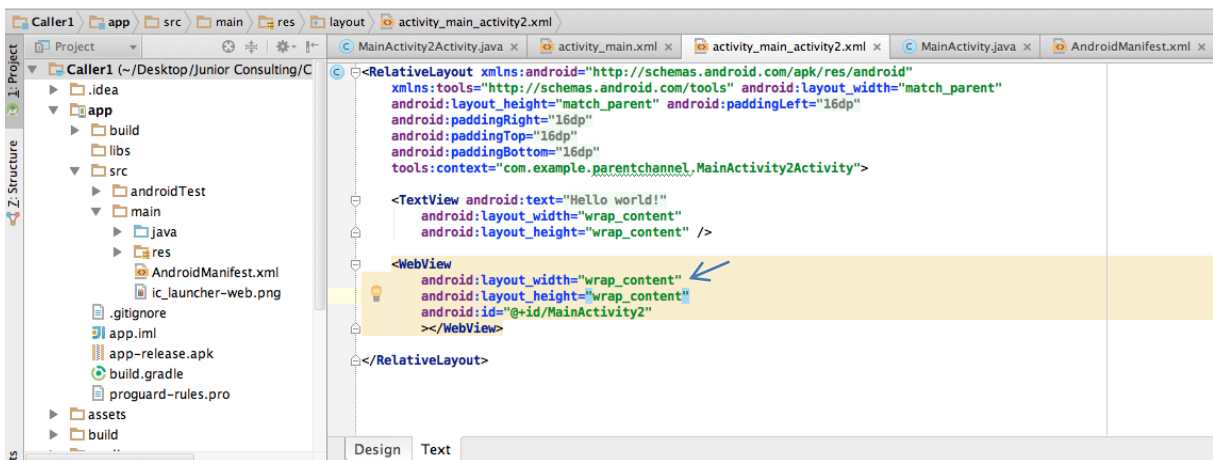 Caller1 app src main res layout activity_main_activity2.xml
Project MainActivity2Activity.java × activity_main.xml × activity_main_activity2.xml × MainActivity.java × AndroidManifest.xml ×
1: Project
Z: Structure
Caller1 (~/Desktop/Junior Consulting/C
.idea
app
build
libs
src
androidTest
main
java
res
AndroidManifest.xml
ic_launcher-web.png
.gitignore
app.iml
app-release.apk
build.gradle
proguard-rules.pro
assets
build
<RelativeLayout xmlns:android="http://schemas.android.com/apk/res/android"
xmlns:tools="http://schemas.android.com/tools" android:layout_width="match_parent"
android:layout_height="match_parent" android:paddingLeft="16dp"
android:paddingRight="16dp"
android:paddingTop="16dp"
android:paddingBottom="16dp"
tools:context="com.example.parentchannel.MainActivity2Activity">
<TextView android:text="Hello world!"
android:layout_width="wrap_content"
android:layout_height="wrap_content" />
<WebView
android:layout_width="wrap_content"
android:layout_height="wrap_content"
android:id="@+id/MainActivity2"
></WebView>
</RelativeLayout>
Design Text